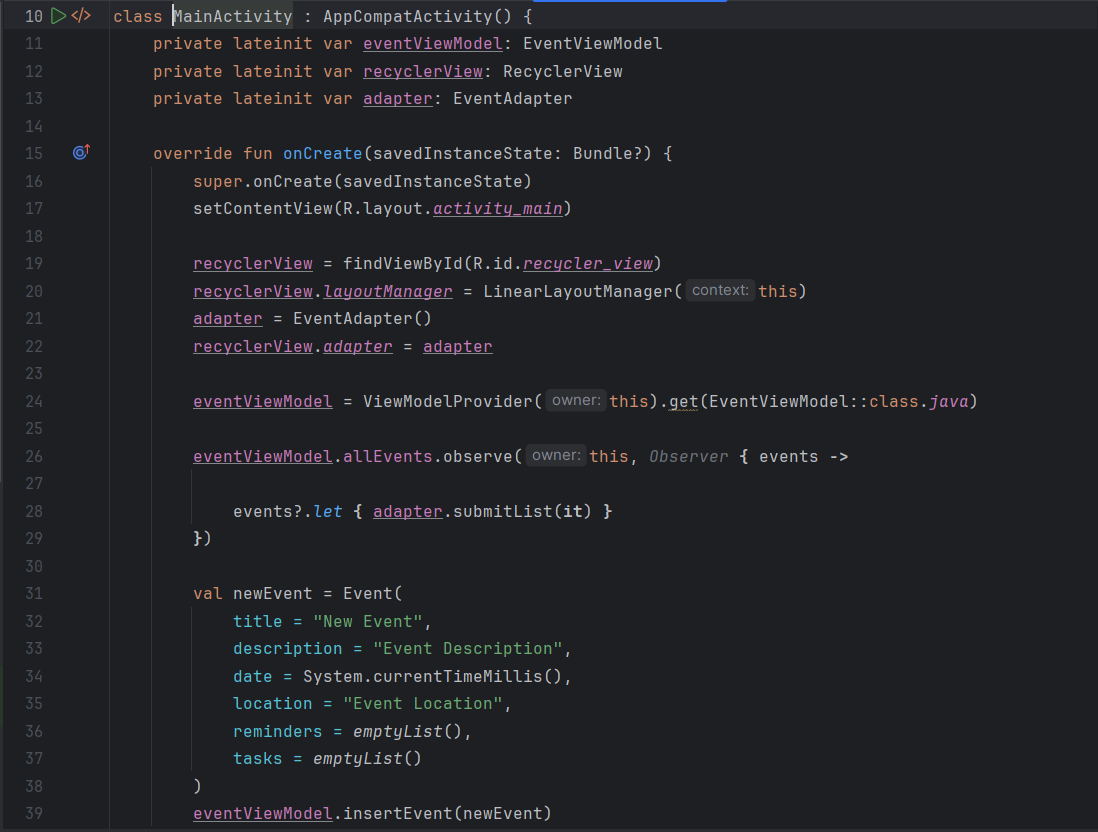 10 </> class MainActivity : AppCompatActivity() {
11 private lateinit var eventViewModel: EventViewModel
12 private lateinit var recyclerView: RecyclerView
13 private lateinit var adapter: EventAdapter
14
15 override fun onCreate(savedInstanceState: Bundle?) {
16 super.onCreate(savedInstanceState)
17 setContentView(R.layout.activity_main)
18
19 recyclerView = findViewById(R.id.recycler_view)
20 recyclerView.layoutManager = LinearLayoutManager( context: this)
21 adapter = EventAdapter()
22 recyclerView.adapter = adapter
23
24 eventViewModel = ViewModelProvider( owner: this).get(EventViewModel::class.java)
25
26 eventViewModel.allEvents.observe( owner: this, Observer { events ->
27
28 events?.let { adapter.submitList(it) }
29 })
30
31 val newEvent = Event(
32 title = "New Event",
33 description = "Event Description",
34 date = System.currentTimeMillis(),
35 location = "Event Location",
36 reminders = emptyList(),
37 tasks = emptyList()
38 )
39 eventViewModel.insertEvent(newEvent)